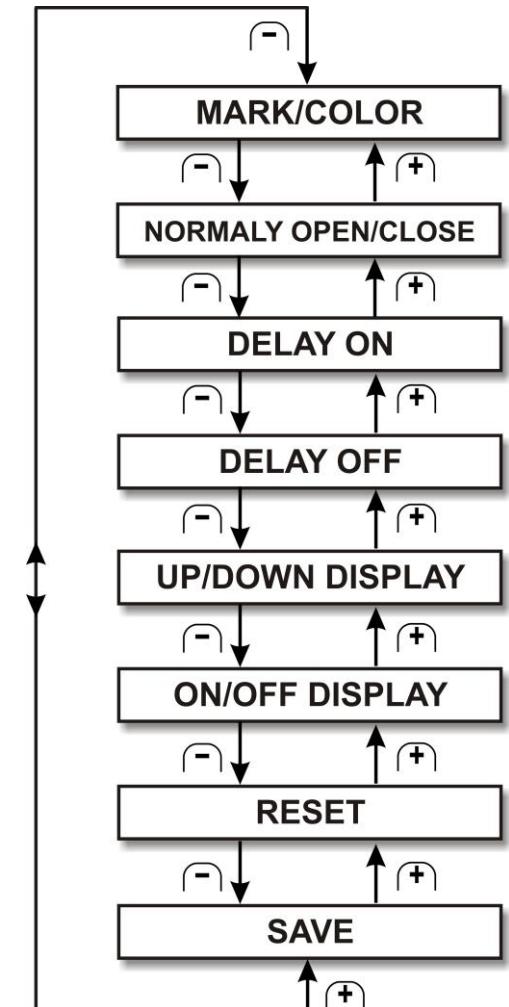 -
MARK/COLOR
- +
NORMALY OPEN/CLOSE
- +
DELAY ON
- +
DELAY OFF
- +
UP/DOWN DISPLAY
- +
ON/OFF DISPLAY
- +
RESET
- +
SAVE
+